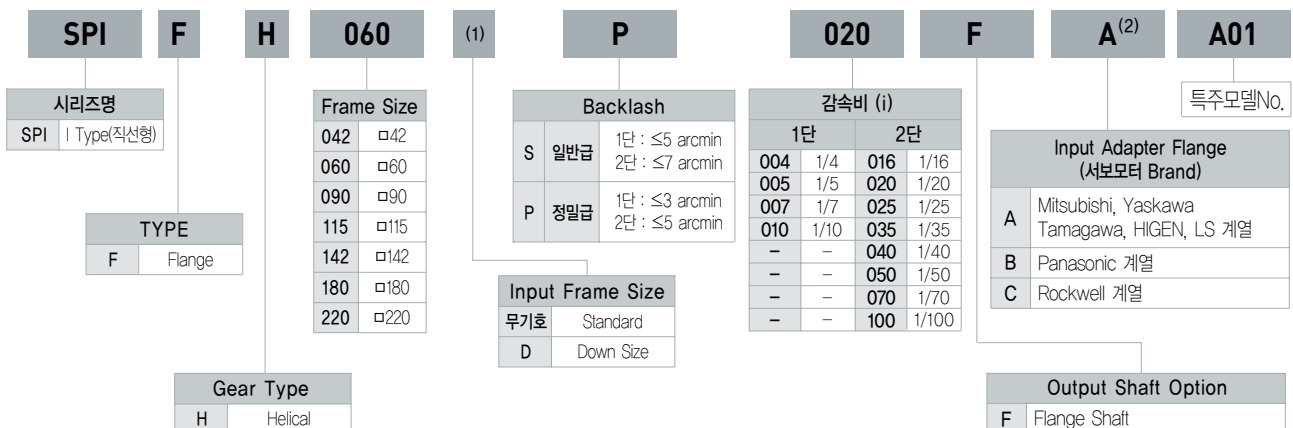 SPI F H 060 (1) P 020 F A(2) A01
시리즈명
SPI I Type(직선형)
TYPE
F Flange
Gear Type
H Helical
Frame Size
042 □42
060 □60
090 □90
115 □115
142 □142
180 □180
220 □220
Input Frame Size
무기호 Standard
D Down Size
Backlash
S 일반급 1단 : ≤5 arcmin
2단 : ≤7 arcmin
P 정밀급 1단 : ≤3 arcmin
2단 : ≤5 arcmin
감속비 (i)
1단 2단
004 1/4 016 1/16
005 1/5 020 1/20
007 1/7 025 1/25
010 1/10 035 1/35
– – 040 1/40
– – 050 1/50
– – 070 1/70
– – 100 1/100
Output Shaft Option
F Flange Shaft
Input Adapter Flange
(서보모터 Brand)
A Mitsubishi, Yaskawa
Tamagawa, HIGEN, LS 계열
B Panasonic 계열
C Rockwell 계열
특주모델No.